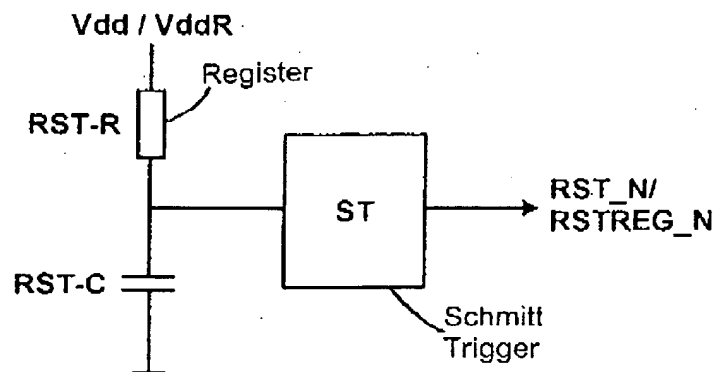 Vdd / VddR
Register
RST-R
ST
RST_N/
RSTREG_N
RST-C
Schmitt
Trigger